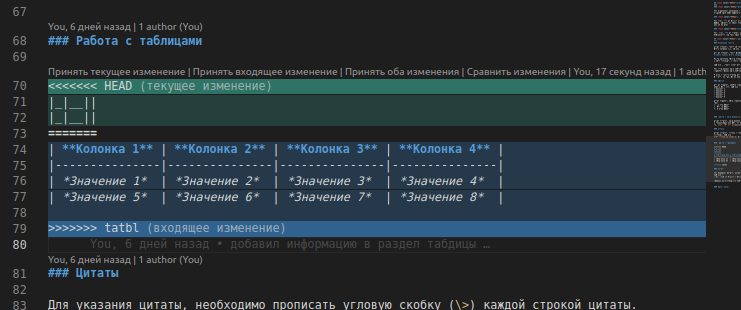 67
You, 6 дней назад | 1 author (You)
68 ### Работа с таблицами
69
Принять текущее изменение | Принять входящее изменение | Принять оба изменения | Сравнить изменения | You, 17 секунд назад | 1 auth
70 <<<<<<< HEAD (текущее изменение)
71 |_|__||
72 |_|__||
73 =======
74 | **Колонка 1** | **Колонка 2** | **Колонка 3** | **Колонка 4** |
75 |---------------|---------------|---------------|---------------|
76 | *Значение 1* | *Значение 2* | *Значение 3* | *Значение 4* |
77 | *Значение 5* | *Значение 6* | *Значение 7* | *Значение 8* |
78
79 >>>>>>> tatbl (входящее изменение)
80 You, 6 дней назад • добавил информацию в раздел табдицы …
You, 6 дней назад | 1 author (You)
81 ### Цитаты
82
83 Для указания цитаты, необходимо прописать угловую скобку (\>) каждой строкой цитаты.